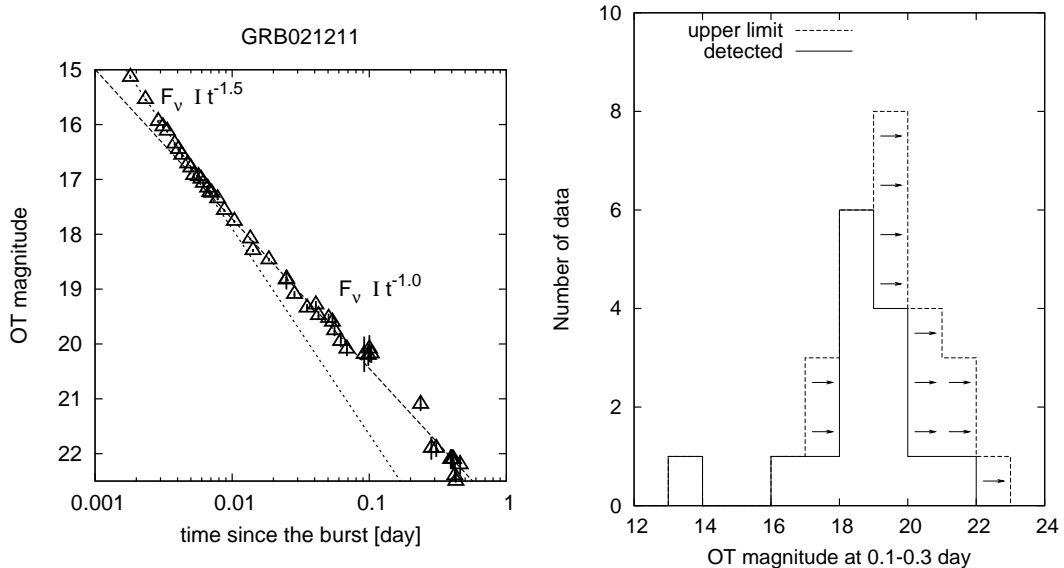 GRB021211
OT magnitude
15
16
17
18
19
20
21
22
F_ν I t^-1.5
F_ν I t^-1.0
0.001 0.01 0.1 1
time since the burst [day]
upper limit
detected
Number of data
10
8
6
4
2
0
12 14 16 18 20 22 24
OT magnitude at 0.1-0.3 day